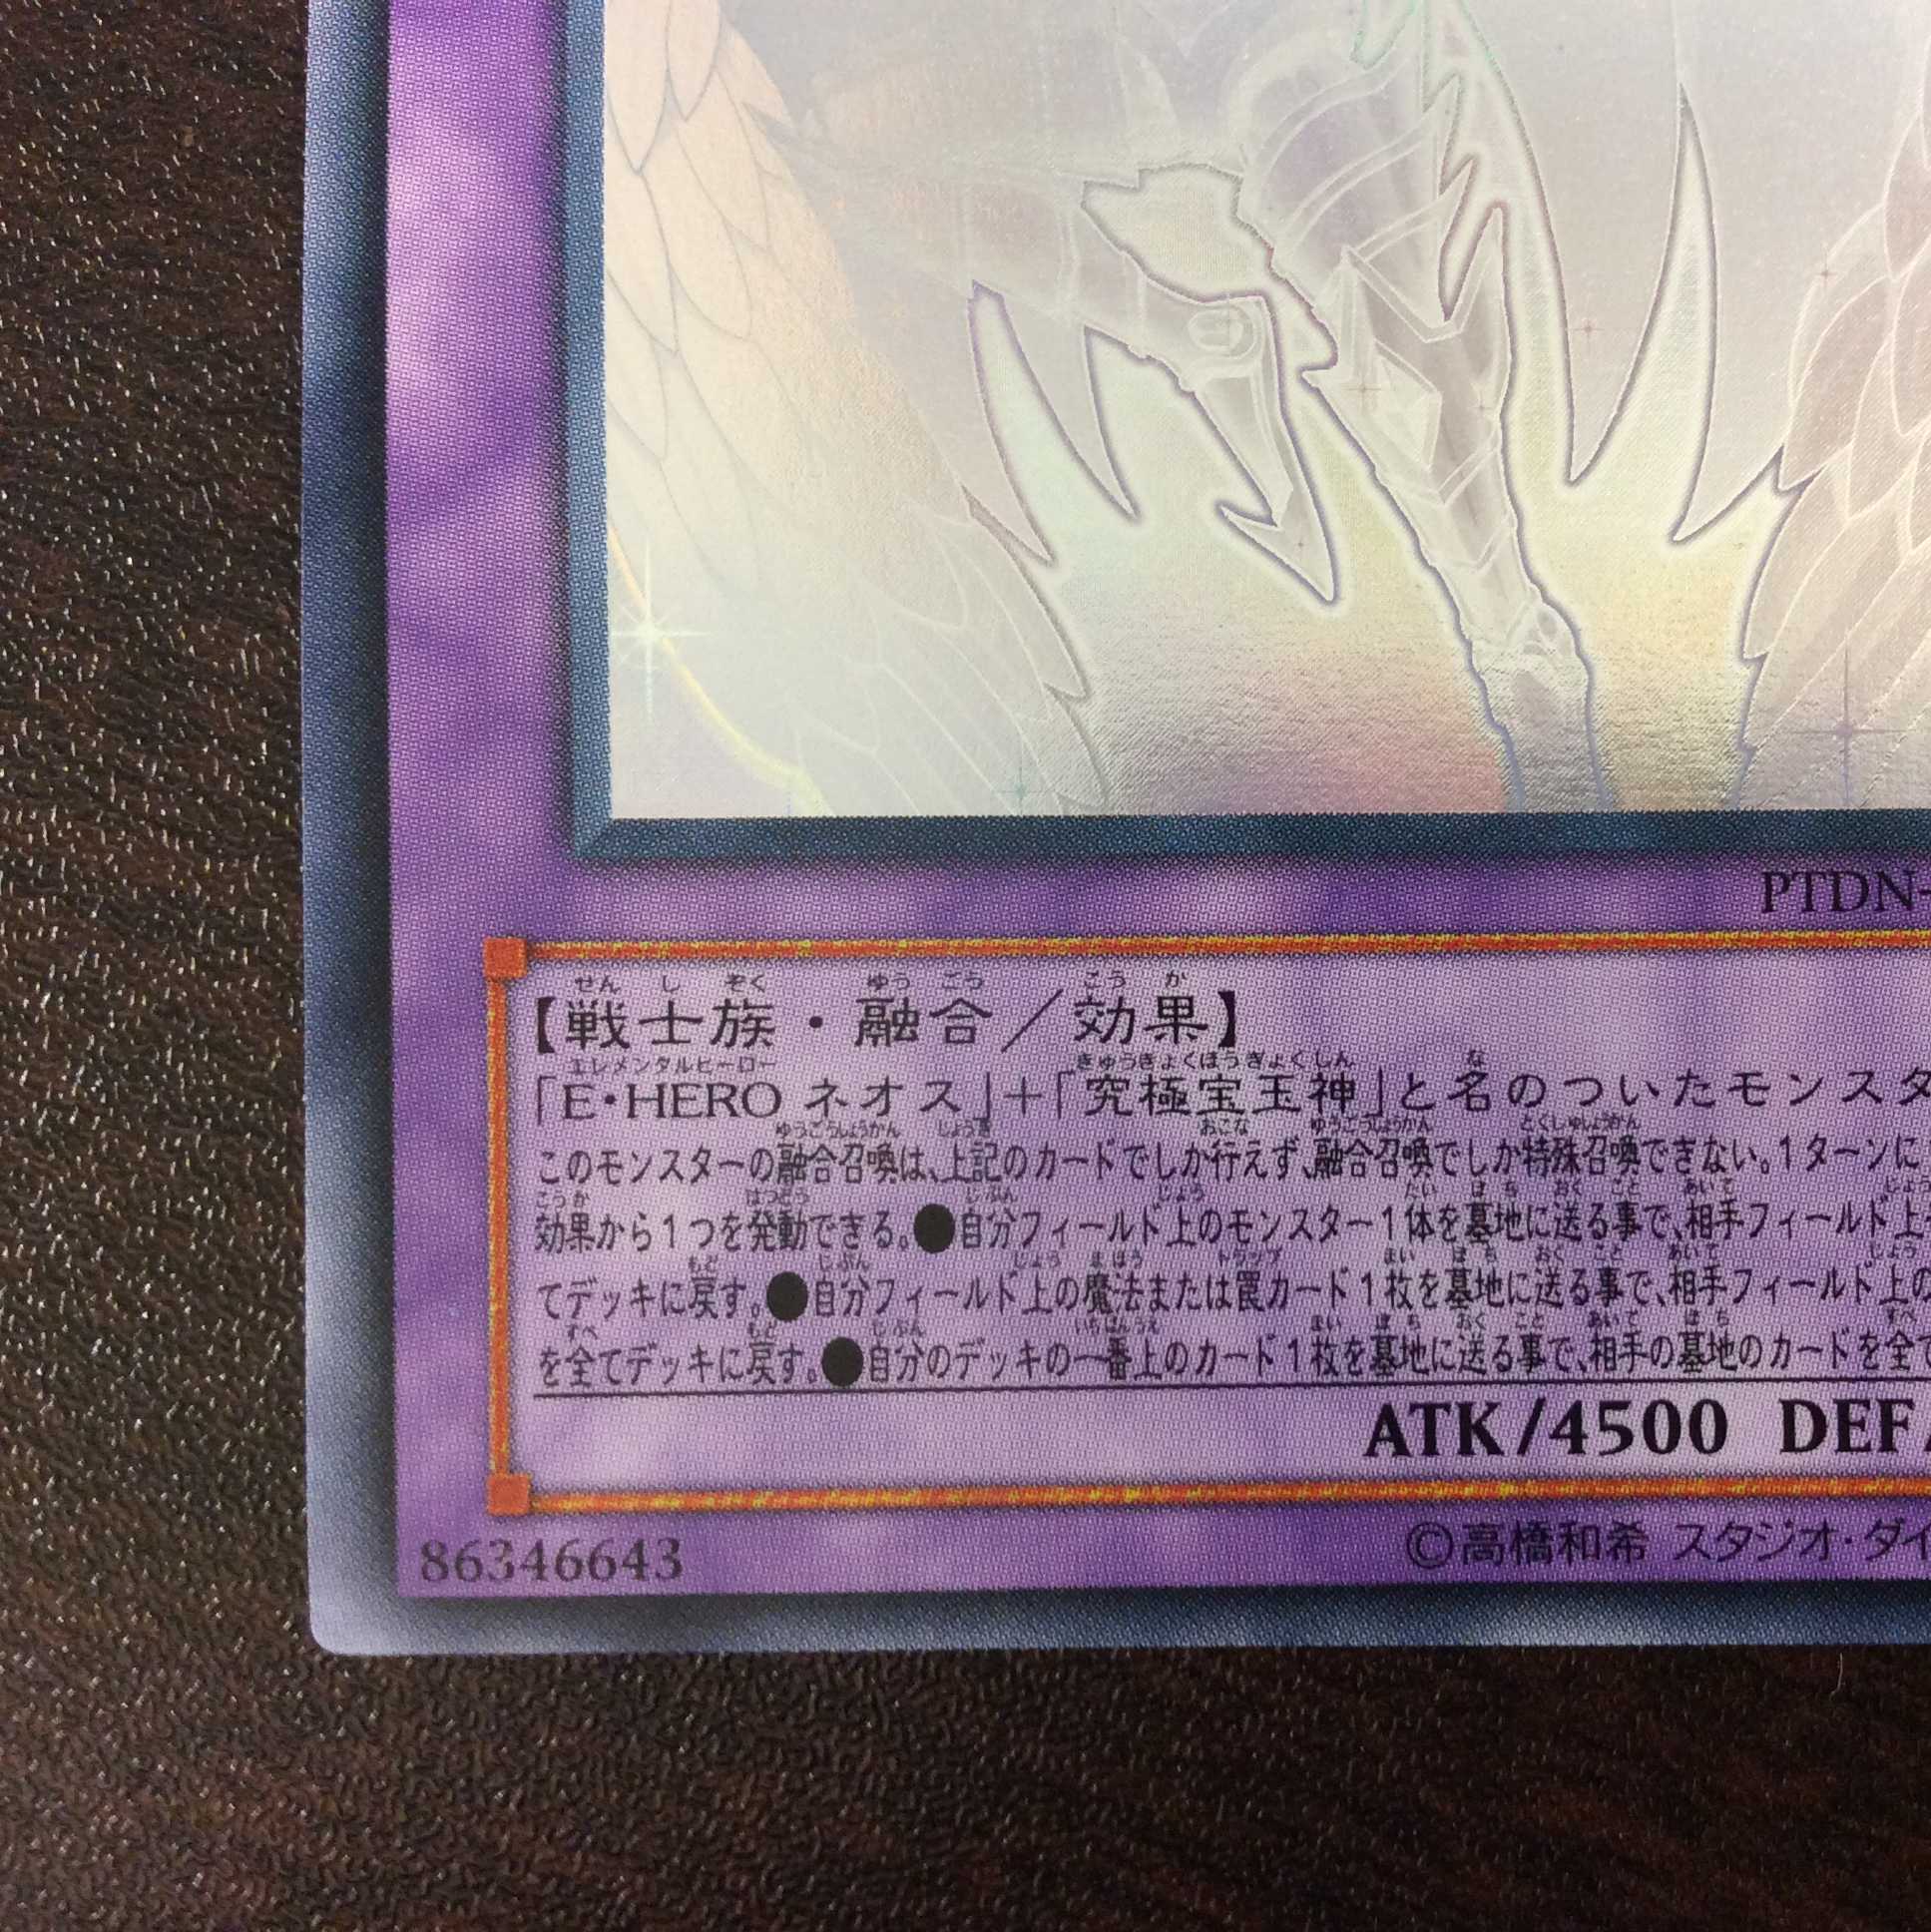 PTDN-
【戦士族・融合／効果】
「E・HERO ネオス」＋「究極宝玉神」と名のついたモンスタ
このモンスターの融合召喚は、上記のカードでしか行えず、融合召喚でしか特殊召喚できない。1ターンに
効果から1つを発動できる。●自分フィールド上のモンスター1体を墓地に送る事で、相手フィールド上
てデッキに戻す。●自分フィールド上の魔法または罠カード1枚を墓地に送る事で、相手フィールド上の
を全てデッキに戻す。●自分のデッキの一番上のカード1枚を墓地に送る事で、相手の墓地のカードを全て
ATK/4500 DEF/
86346643 ©高橋和希 スタジオ・ダイ